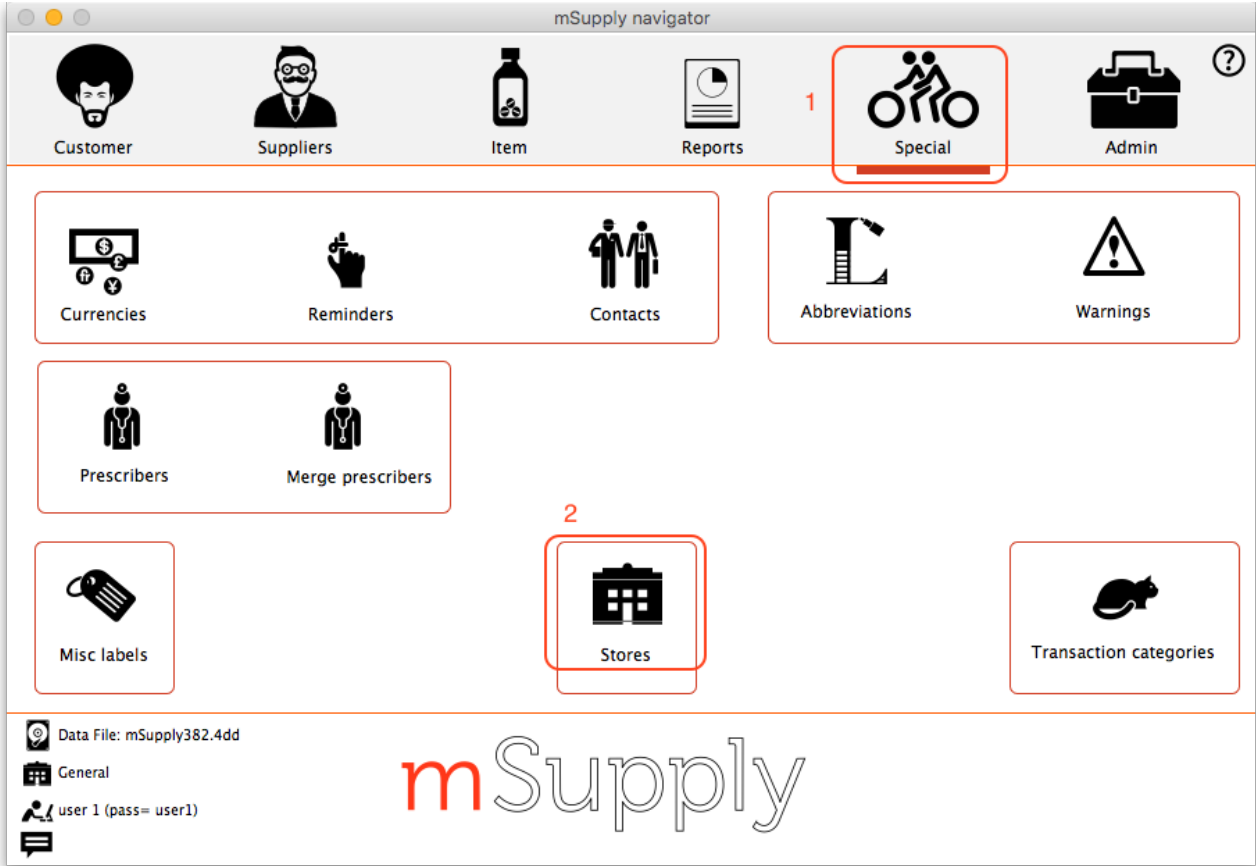 mSupply navigator
?
1
Customer Suppliers Item Reports Special Admin
$
£
fr ¥
Currencies Reminders Contacts Abbreviations Warnings
Prescribers Merge prescribers
2
Misc labels Stores Transaction categories
Data File: mSupply382.4dd
General
user 1 (pass= user1)
mSupply